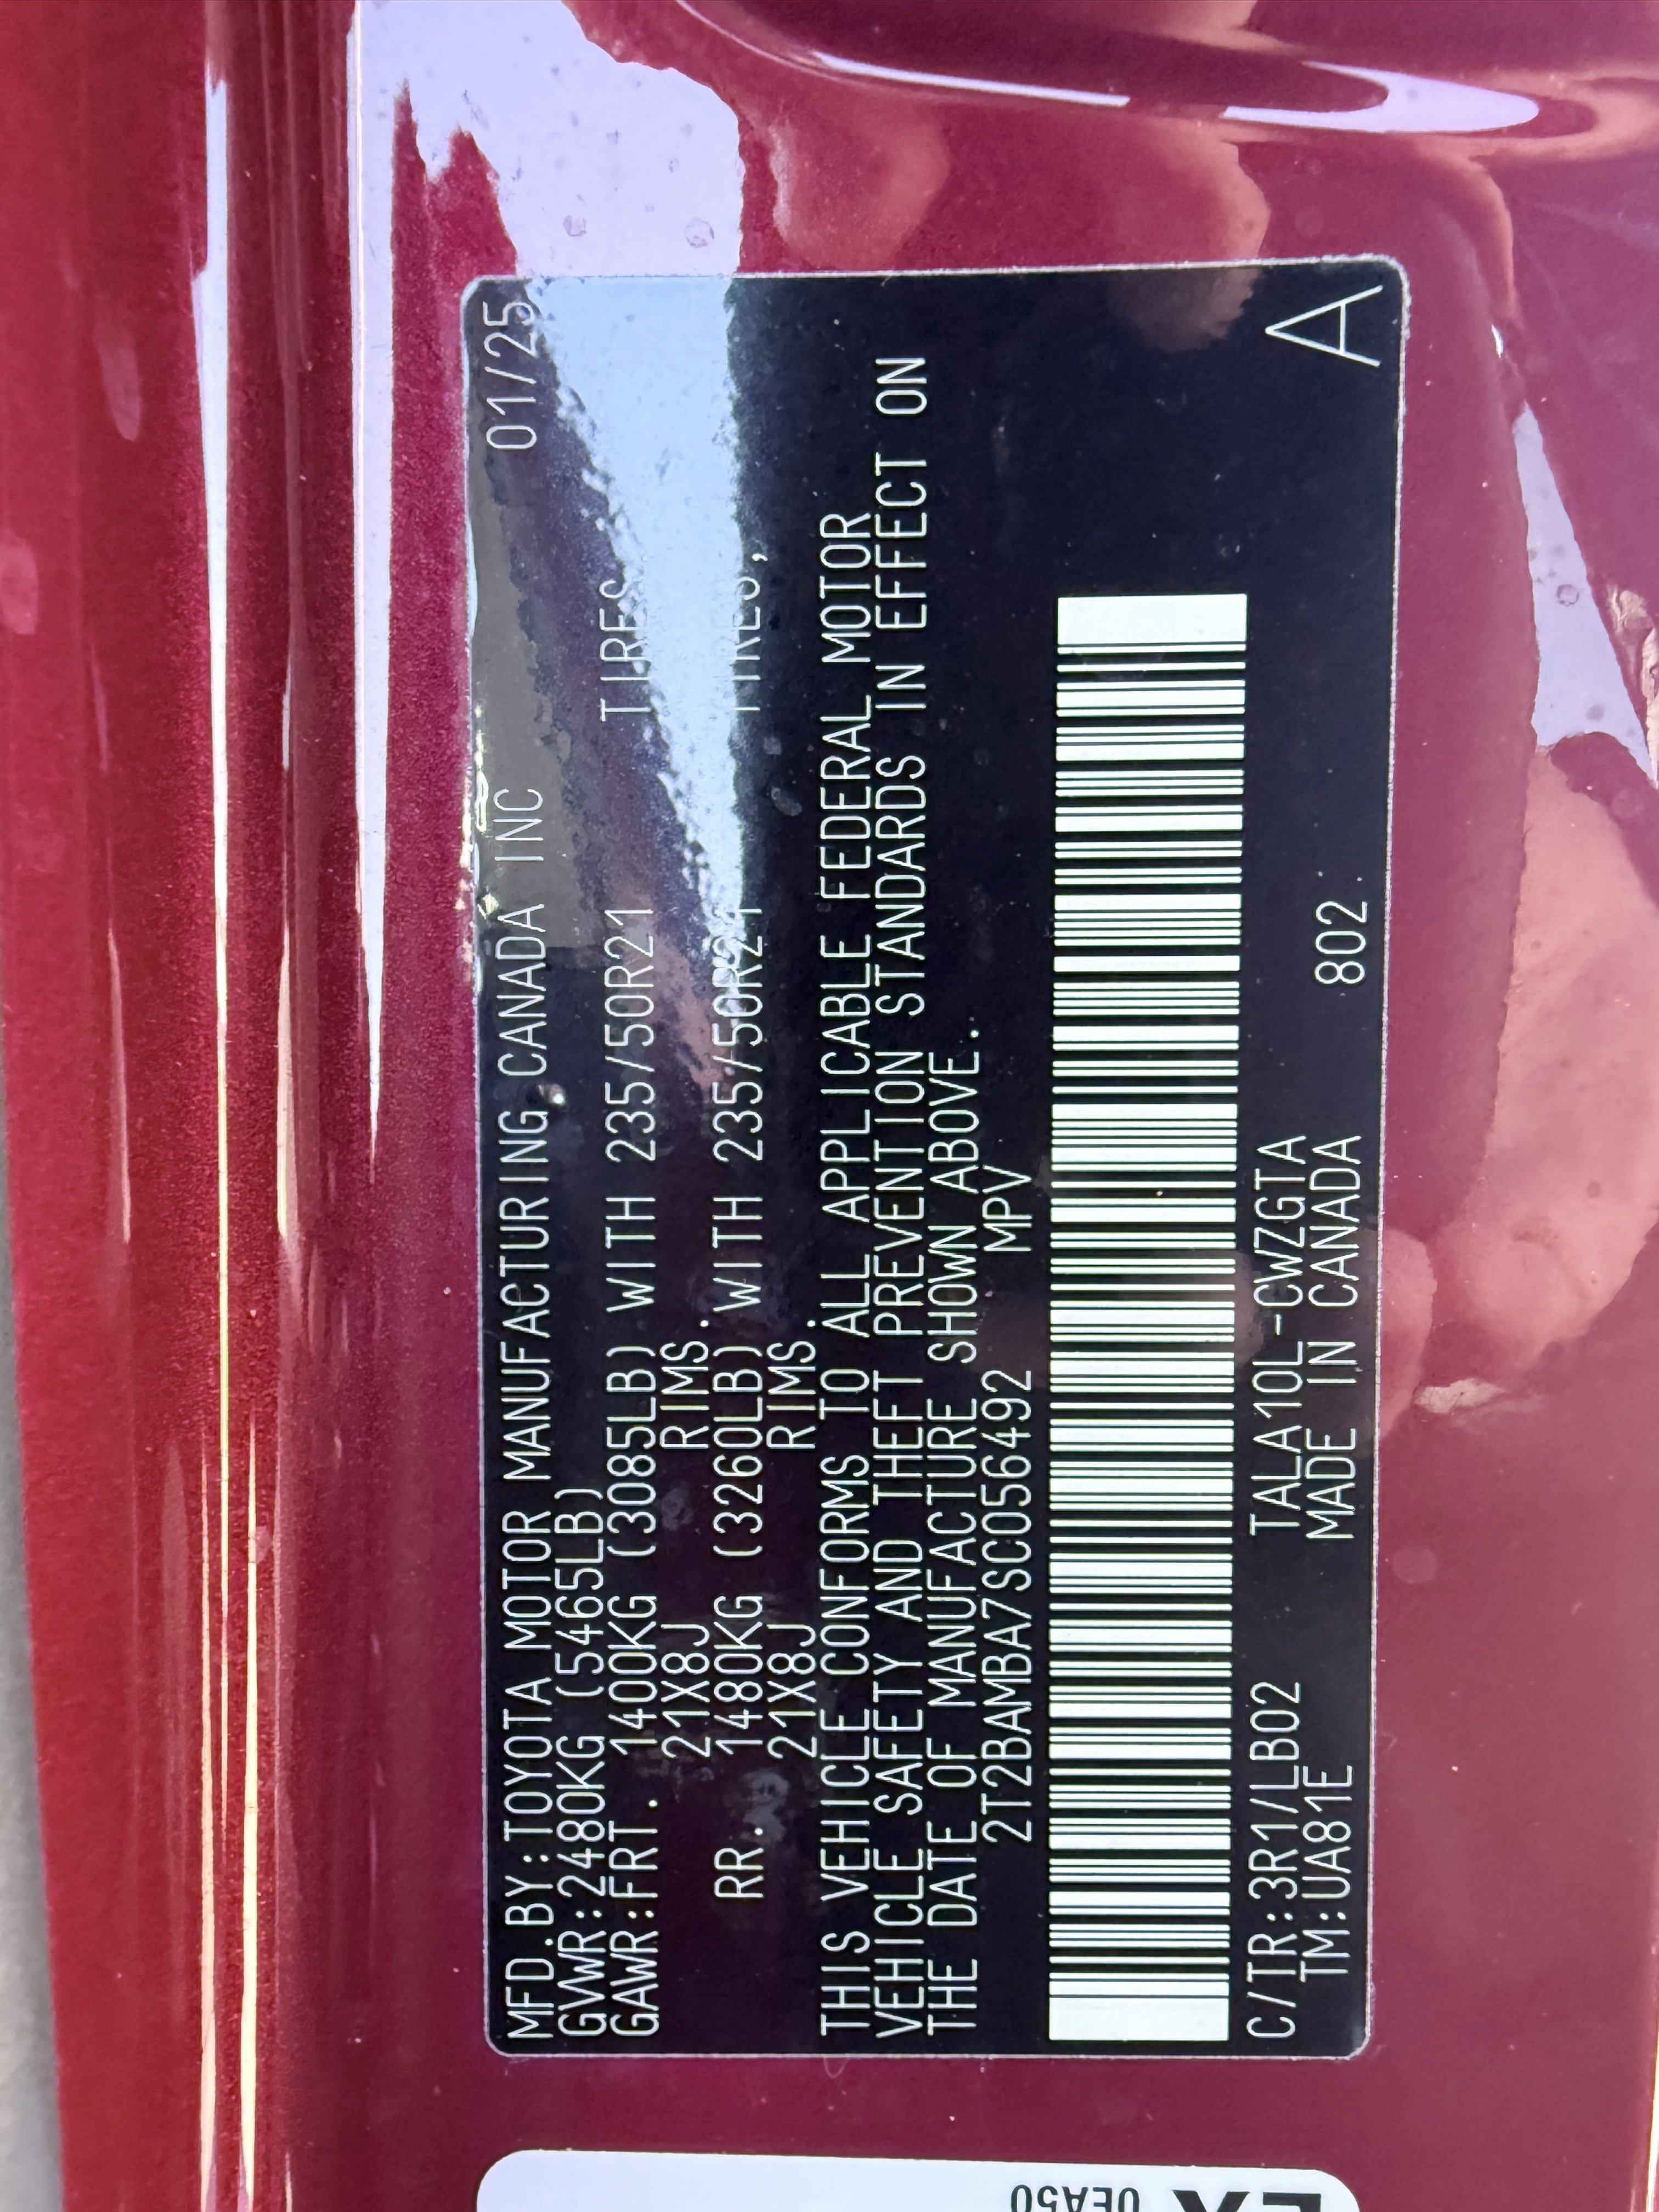 MFD.BY:TOYOTA MOTOR MANUFACTURING CANADA INC 01/25
GVWR:2480KG (5465LB)
GAWR:FRT. 1400KG (3085LB) WITH 235/50R21 TIRES
21X8J RIMS.
RR. 1480KG (3260LB) WITH 235/50R21 TIRES,
21X8J RIMS.
THIS VEHICLE CONFORMS TO ALL APPLICABLE FEDERAL MOTOR
VEHICLE SAFETY AND THEFT PREVENTION STANDARDS IN EFFECT ON
THE DATE OF MANUFACTURE SHOWN ABOVE.
2T2BAMBA7SC056492 MPV
C/TR:3R1/LB02 TALA10L-CWZGTA
TM:UA81E MADE IN CANADA 802 A
0EA50